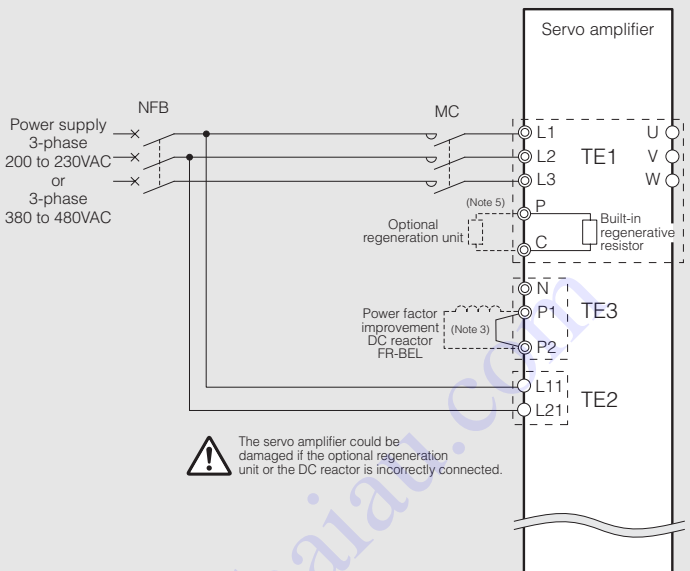 Servo amplifier
NFB
MC
Power supply
3-phase
200 to 230VAC
or
3-phase
380 to 480VAC
L1
L2
L3
TE1
U
V
W
(Note 5)
P
C
Optional
regeneration unit
Built-in
regenerative
resistor
N
P1
P2
TE3
Power factor
improvement
DC reactor
FR-BEL
(Note 3)
L11
L21
TE2
The servo amplifier could be
damaged if the optional regeneration
unit or the DC reactor is incorrectly connected.